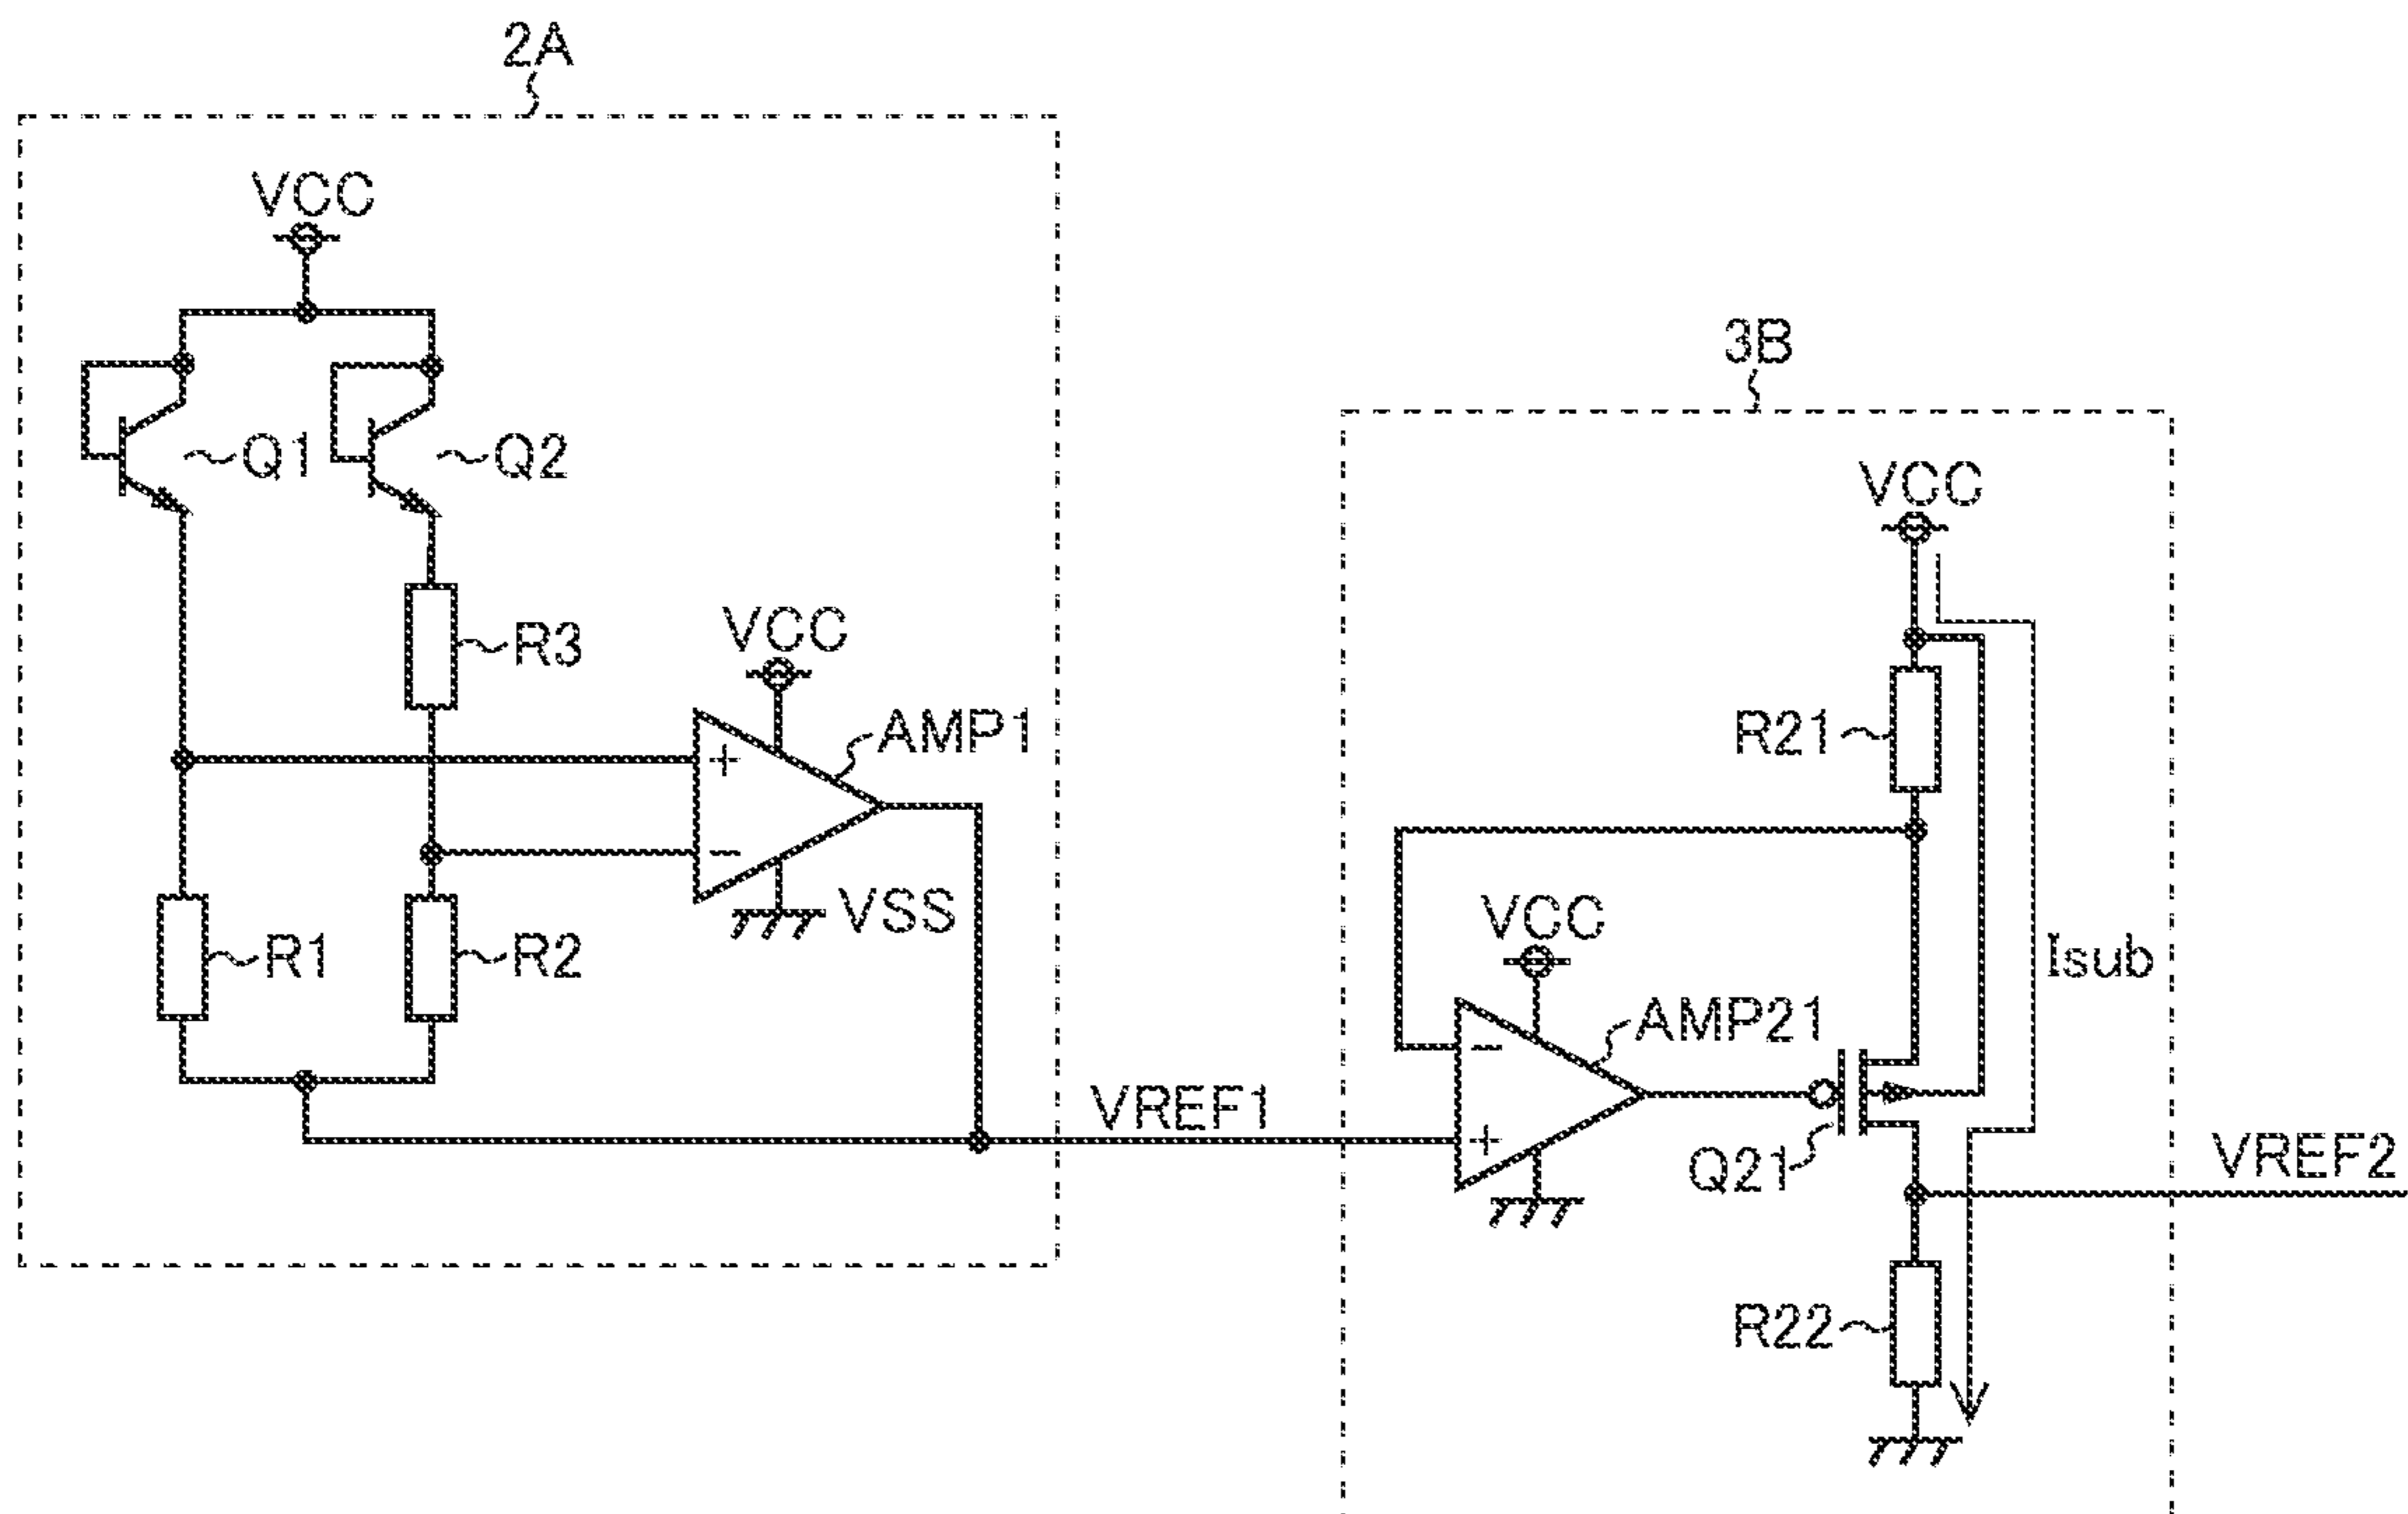 2A
VCC
Q1
Q2
R3
VCC
AMP1
+
−
VSS
R1
R2
VREF1
3B
VCC
R21
VCC
Isub
AMP21
−
+
Q21
VREF2
R22